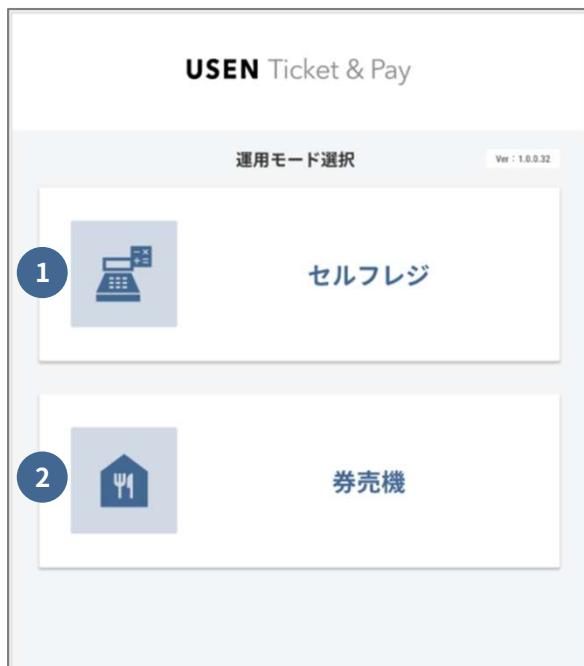 USEN Ticket & Pay
運用モード選択
Ver：1.0.0.32
1
セルフレジ
2
券売機